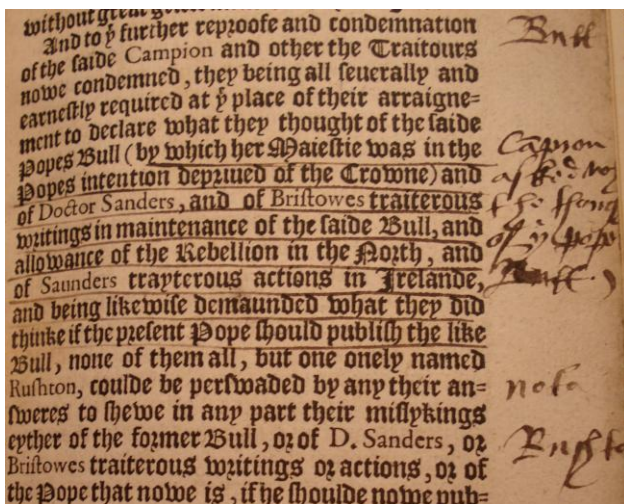 without great
And to yͤ further reproofe and condemnation
of the saide Campion and other the Traitours
nowe condemned, they being all seuerally and
earnestly required at yͤ place of their arraigne=
ment to declare what they thought of the saide
Popes Bull (by which her Maiestie was in the
Popes intention depriued of the Crowne) and
of Doctor Sanders, and of Bristowes traiterous
writings in maintenance of the saide Bull, and
allowance of the Rebellion in the North, and
of Saunders trayterous actions in Irelande,
and being likewise demaunded what they did
thinke if the present Pope should publish the like
Bull, none of them all, but one onely named
Rushton, coulde be perswaded by any their an=
sweres to shewe in any part their mislykings
eyther of the former Bull, or of D. Sanders, or
Bristowes traiterous writings or actions, or of
the Pope that nowe is, if he shoulde nowe pub=
Bull
of yͤ pope
Bull
note